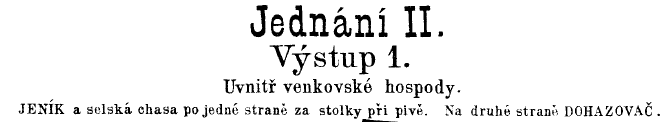 Jednání II.
Výstup 1.
Uvnitř venkovské hospody.
JENÍK a selská chasa po jedné straně za stolky při pivě. Na druhé straně DOHAZOVAČ.